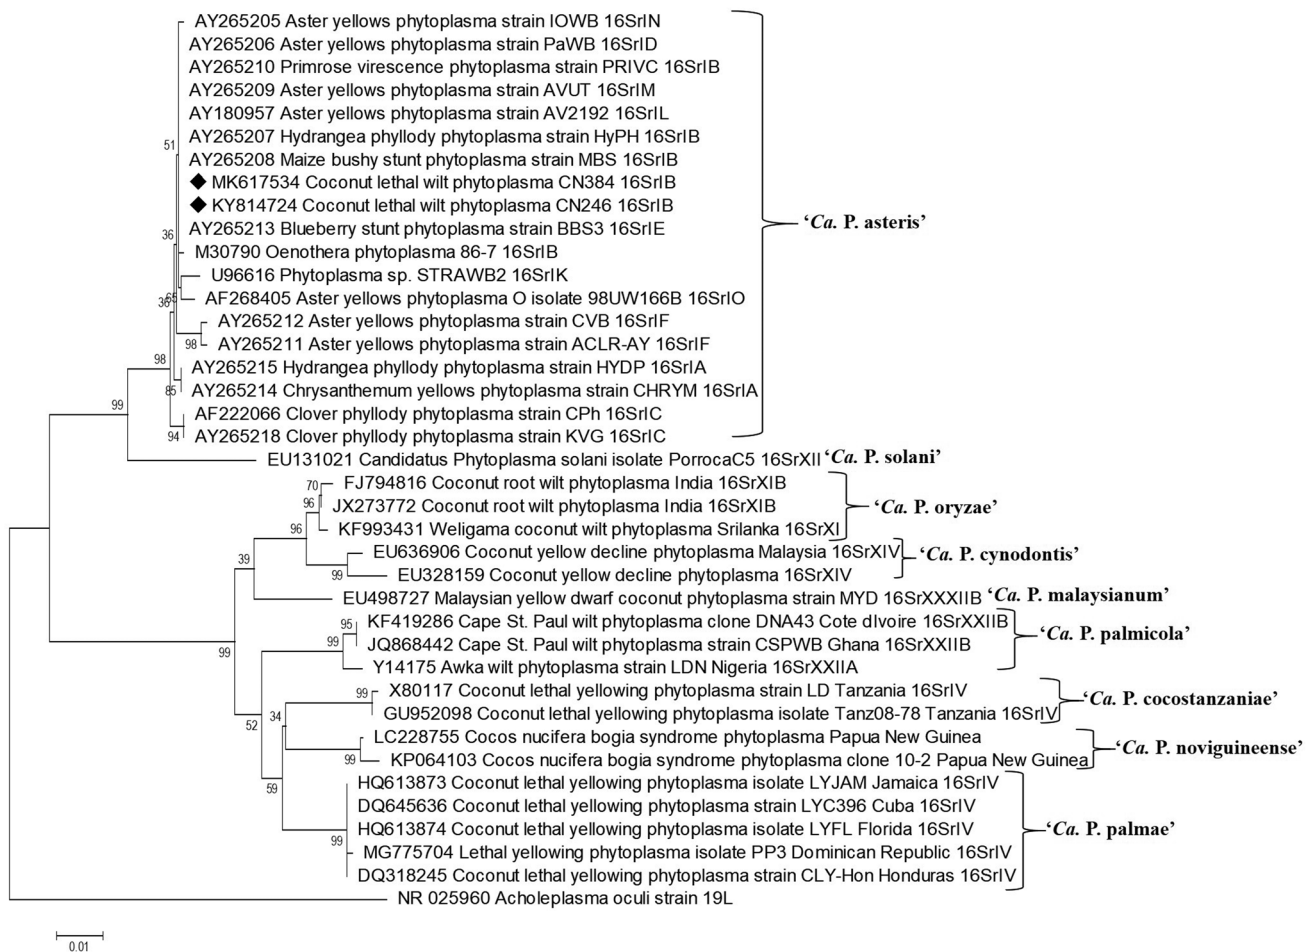 AY265205 Aster yellows phytoplasma strain IOWB 16SrIN
AY265206 Aster yellows phytoplasma strain PaWB 16SrID
AY265210 Primrose virescence phytoplasma strain PRIVC 16SrIB
AY265209 Aster yellows phytoplasma strain AVUT 16SrIM
AY180957 Aster yellows phytoplasma strain AV2192 16SrIL
AY265207 Hydrangea phyllody phytoplasma strain HyPH 16SrIB
51
AY265208 Maize bushy stunt phytoplasma strain MBS 16SrIB
MK617534 Coconut lethal wilt phytoplasma CN384 16SrIB
KY814724 Coconut lethal wilt phytoplasma CN246 16SrIB
‘Ca. P. asteris’
AY265213 Blueberry stunt phytoplasma strain BBS3 16SrIE
36
M30790 Oenothera phytoplasma 86-7 16SrIB
U96616 Phytoplasma sp. STRAWB2 16SrIK
36
65
AF268405 Aster yellows phytoplasma O isolate 98UW166B 16SrIO
AY265212 Aster yellows phytoplasma strain CVB 16SrIF
98
AY265211 Aster yellows phytoplasma strain ACLR-AY 16SrIF
98
AY265215 Hydrangea phyllody phytoplasma strain HYDP 16SrIA
85
AY265214 Chrysanthemum yellows phytoplasma strain CHRYM 16SrIA
99
AF222066 Clover phyllody phytoplasma strain CPh 16SrIC
94
AY265218 Clover phyllody phytoplasma strain KVG 16SrIC
EU131021 Candidatus Phytoplasma solani isolate PorrocaC5 16SrXII ‘Ca. P. solani’
70
FJ794816 Coconut root wilt phytoplasma India 16SrXIB
96
JX273772 Coconut root wilt phytoplasma India 16SrXIB
‘Ca. P. oryzae’
96
KF993431 Weligama coconut wilt phytoplasma Srilanka 16SrXI
EU636906 Coconut yellow decline phytoplasma Malaysia 16SrXIV
‘Ca. P. cynodontis’
39
99
EU328159 Coconut yellow decline phytoplasma 16SrXIV
EU498727 Malaysian yellow dwarf coconut phytoplasma strain MYD 16SrXXXIIB ‘Ca. P. malaysianum’
95
KF419286 Cape St. Paul wilt phytoplasma clone DNA43 Cote dIvoire 16SrXXIIB
‘Ca. P. palmicola’
99
99
JQ868442 Cape St. Paul wilt phytoplasma strain CSPWB Ghana 16SrXXIIB
Y14175 Awka wilt phytoplasma strain LDN Nigeria 16SrXXIIA
99
X80117 Coconut lethal yellowing phytoplasma strain LD Tanzania 16SrIV
‘Ca. P. cocostanzaniae’
52
34
GU952098 Coconut lethal yellowing phytoplasma isolate Tanz08-78 Tanzania 16SrIV
LC228755 Cocos nucifera bogia syndrome phytoplasma Papua New Guinea
‘Ca. P. noviguineense’
99
KP064103 Cocos nucifera bogia syndrome phytoplasma clone 10-2 Papua New Guinea
59
HQ613873 Coconut lethal yellowing phytoplasma isolate LYJAM Jamaica 16SrIV
DQ645636 Coconut lethal yellowing phytoplasma strain LYC396 Cuba 16SrIV
HQ613874 Coconut lethal yellowing phytoplasma isolate LYFL Florida 16SrIV
‘Ca. P. palmae’
99
MG775704 Lethal yellowing phytoplasma isolate PP3 Dominican Republic 16SrIV
DQ318245 Coconut lethal yellowing phytoplasma strain CLY-Hon Honduras 16SrIV
NR 025960 Acholeplasma oculi strain 19L
0.01